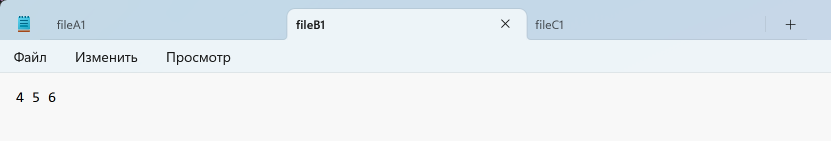 fileA1 fileB1 fileC1
Файл Изменить Просмотр
4 5 6